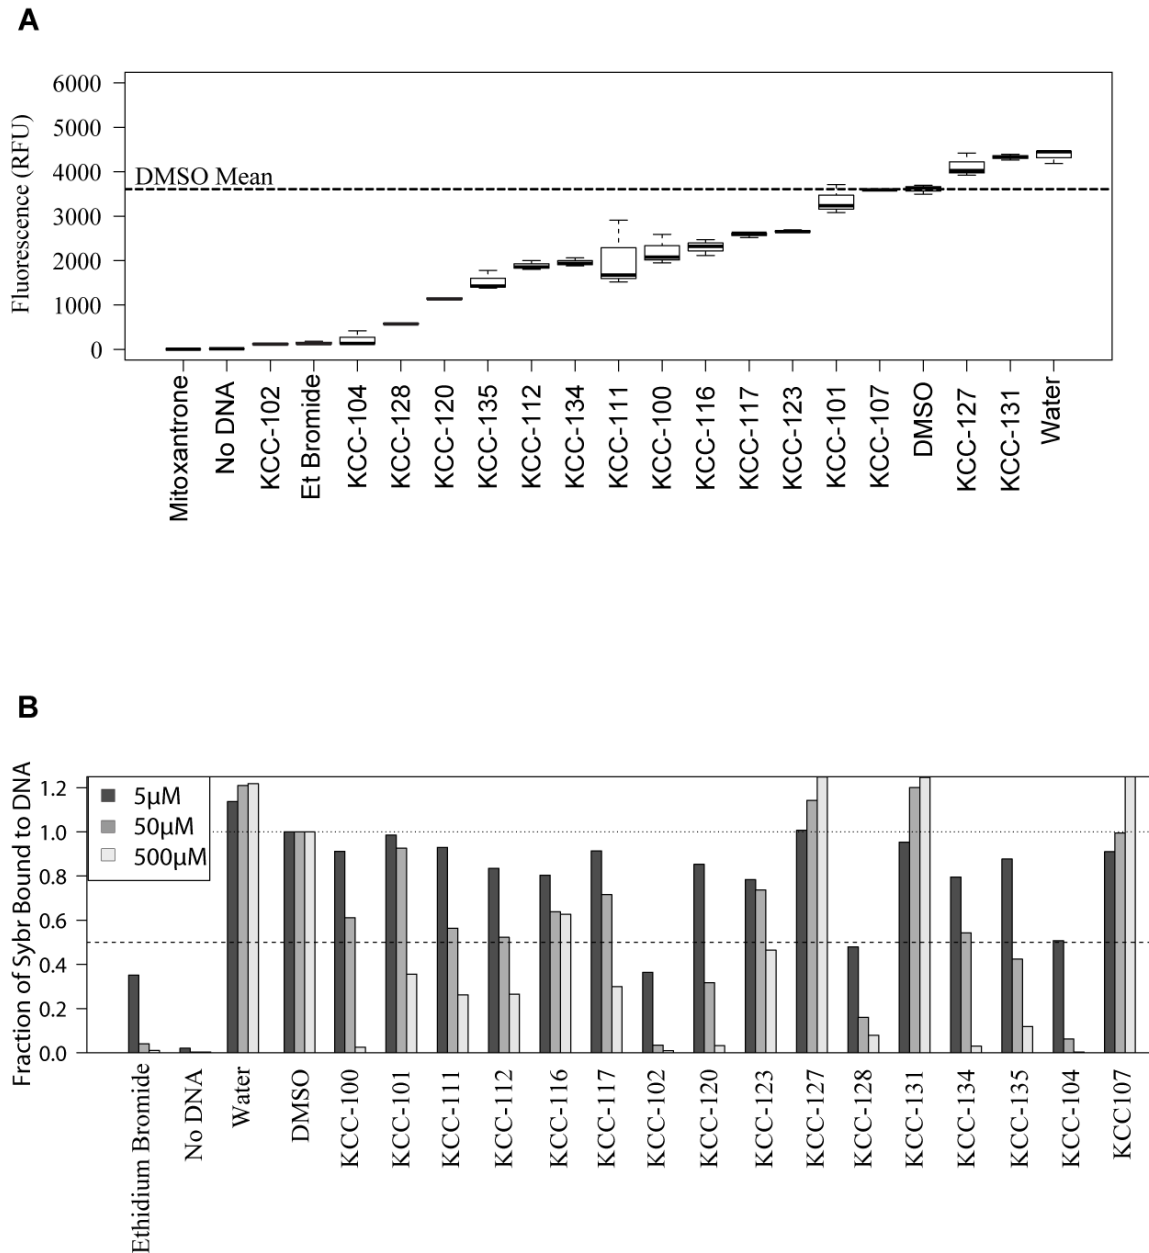 A
Fluorescence (RFU)
6000
5000
4000
3000
2000
1000
0
DMSO Mean
Mitoxantrone
No DNA
KCC-102
Et Bromide
KCC-104
KCC-128
KCC-120
KCC-135
KCC-112
KCC-134
KCC-111
KCC-100
KCC-116
KCC-117
KCC-123
KCC-101
KCC-107
DMSO
KCC-127
KCC-131
Water
B
Fraction of Sybr Bound to DNA
1.2
1.0
0.8
0.6
0.4
0.2
0.0
5μM
50μM
500μM
Ethidium Bromide
No DNA
Water
DMSO
KCC-100
KCC-101
KCC-111
KCC-112
KCC-116
KCC-117
KCC-102
KCC-120
KCC-123
KCC-127
KCC-128
KCC-131
KCC-134
KCC-135
KCC-104
KCC107